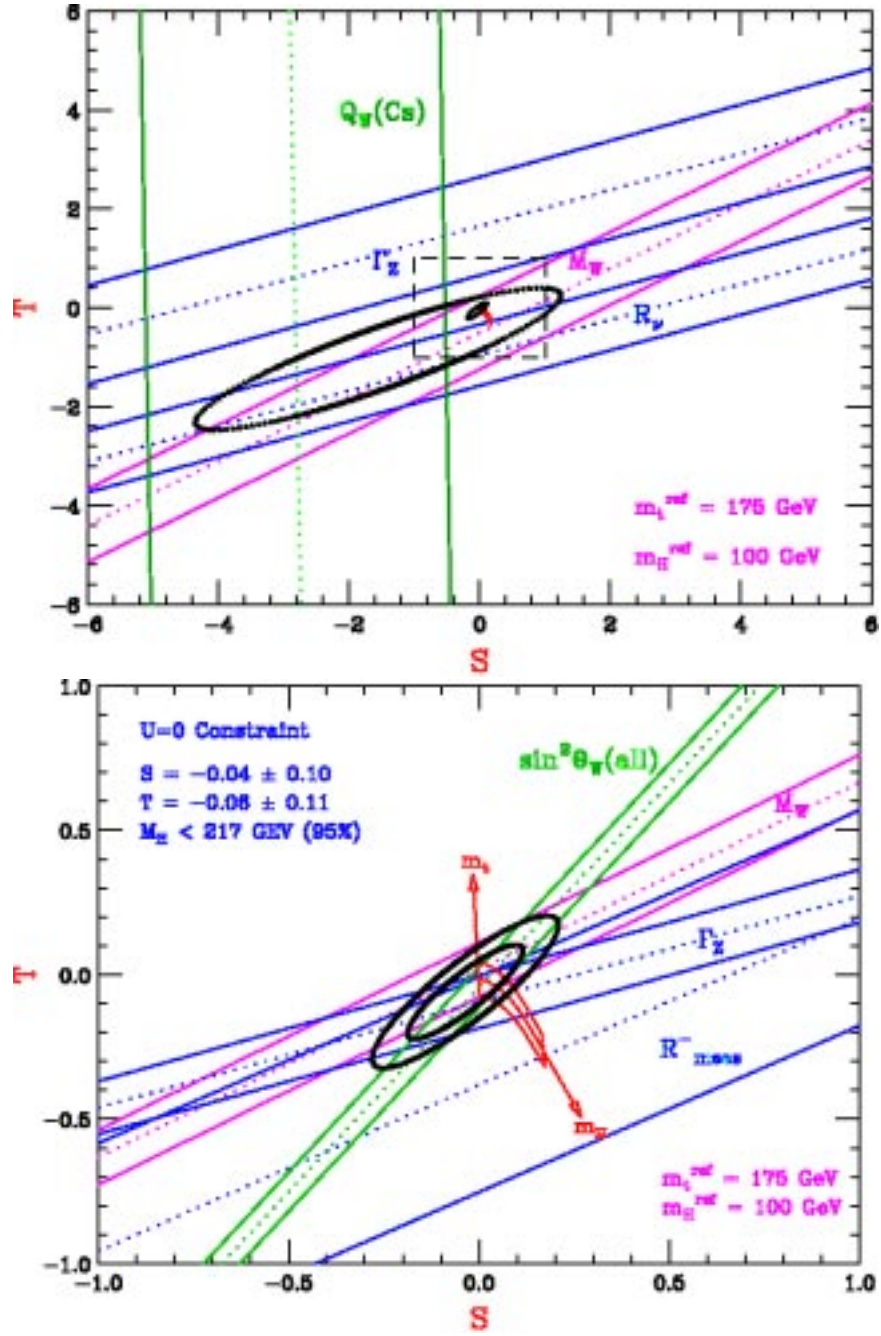 6
4
2
0
−2
−4
−6
T
Q_W(Cs)
Γ_Z
M_W
R_ν
m_t^ref = 175 GeV
m_H^ref = 100 GeV
−6 −4 −2 0 2 4 6
S
1.0
0.5
0.0
−0.5
−1.0
T
U=0 Constraint
S = −0.04 ± 0.10
T = −0.06 ± 0.11
M_H < 217 GEV (95%)
sin²θ_W(all)
M_W
m_t
Γ_Z
R⁻_meas
m_H
m_t^ref = 175 GeV
m_H^ref = 100 GeV
−1.0 −0.5 0.0 0.5 1.0
S